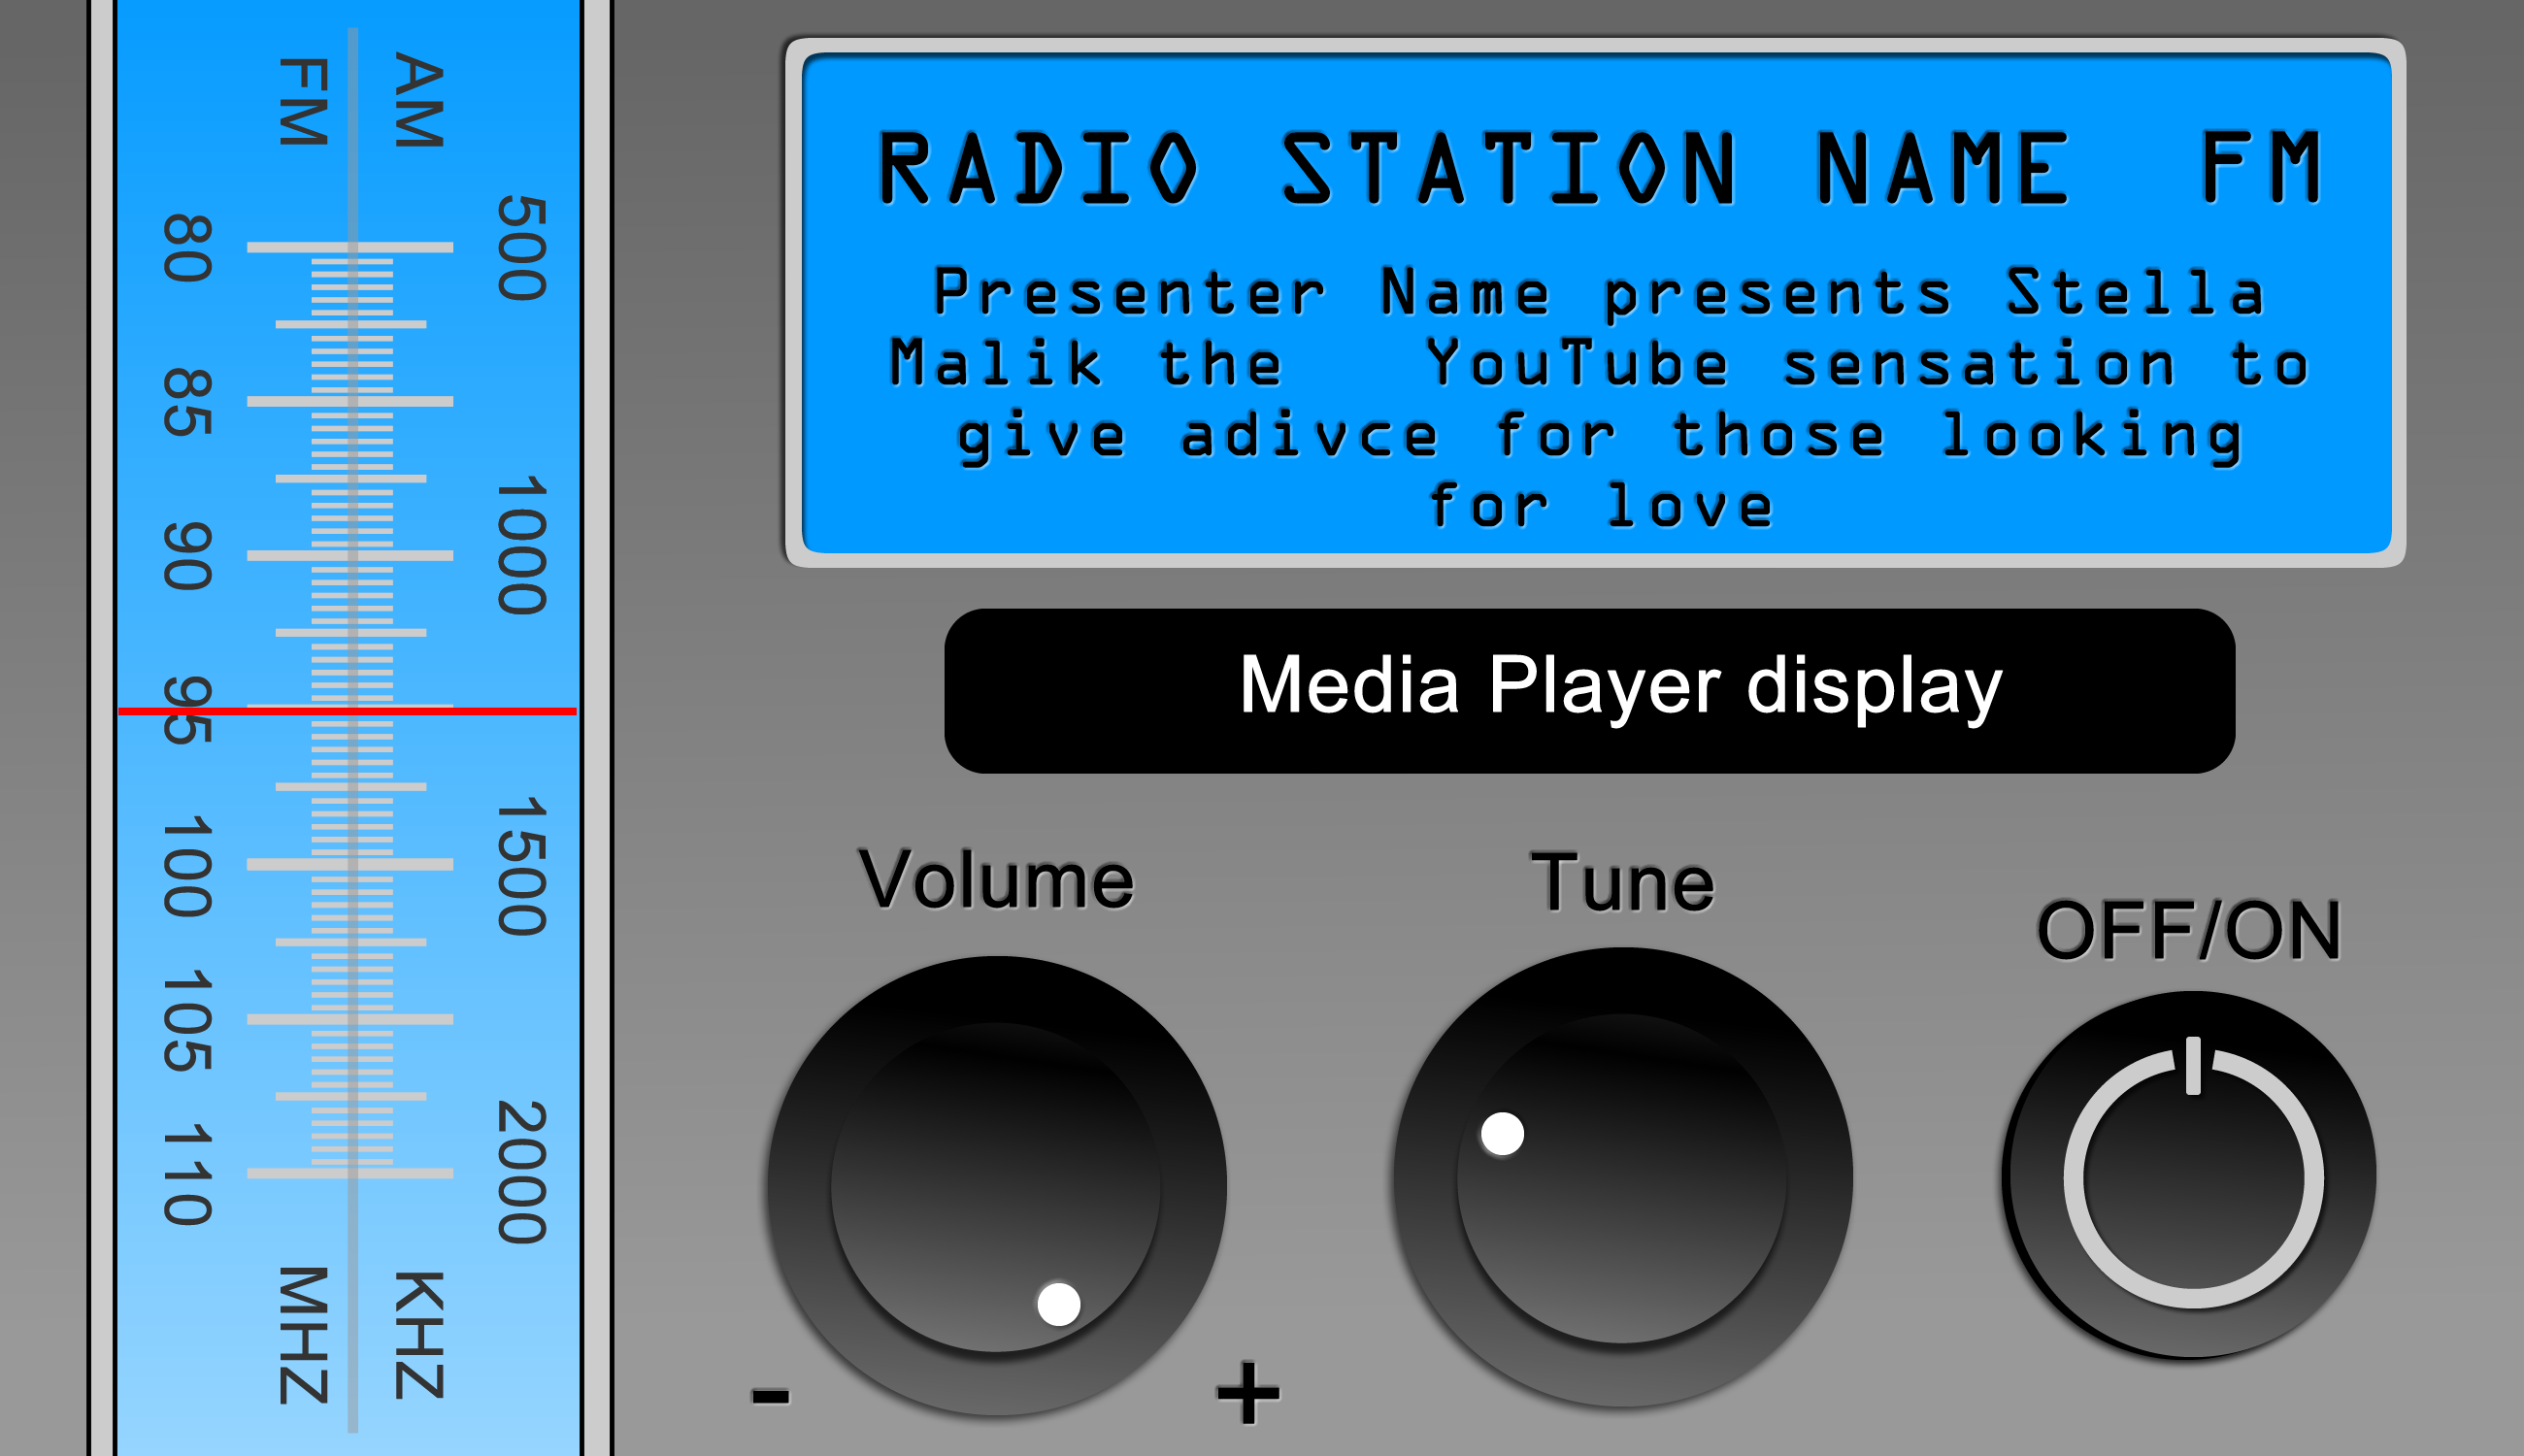 AM
FM
500
80
85
1000
90
95
1500
100
105
2000
110
KHZ
MHZ
RADIO STATION NAME FM
Presenter Name presents Stella
Malik the YouTube sensation to
give adivce for those looking
for love
Media Player display
Volume
Tune
OFF/ON
- +